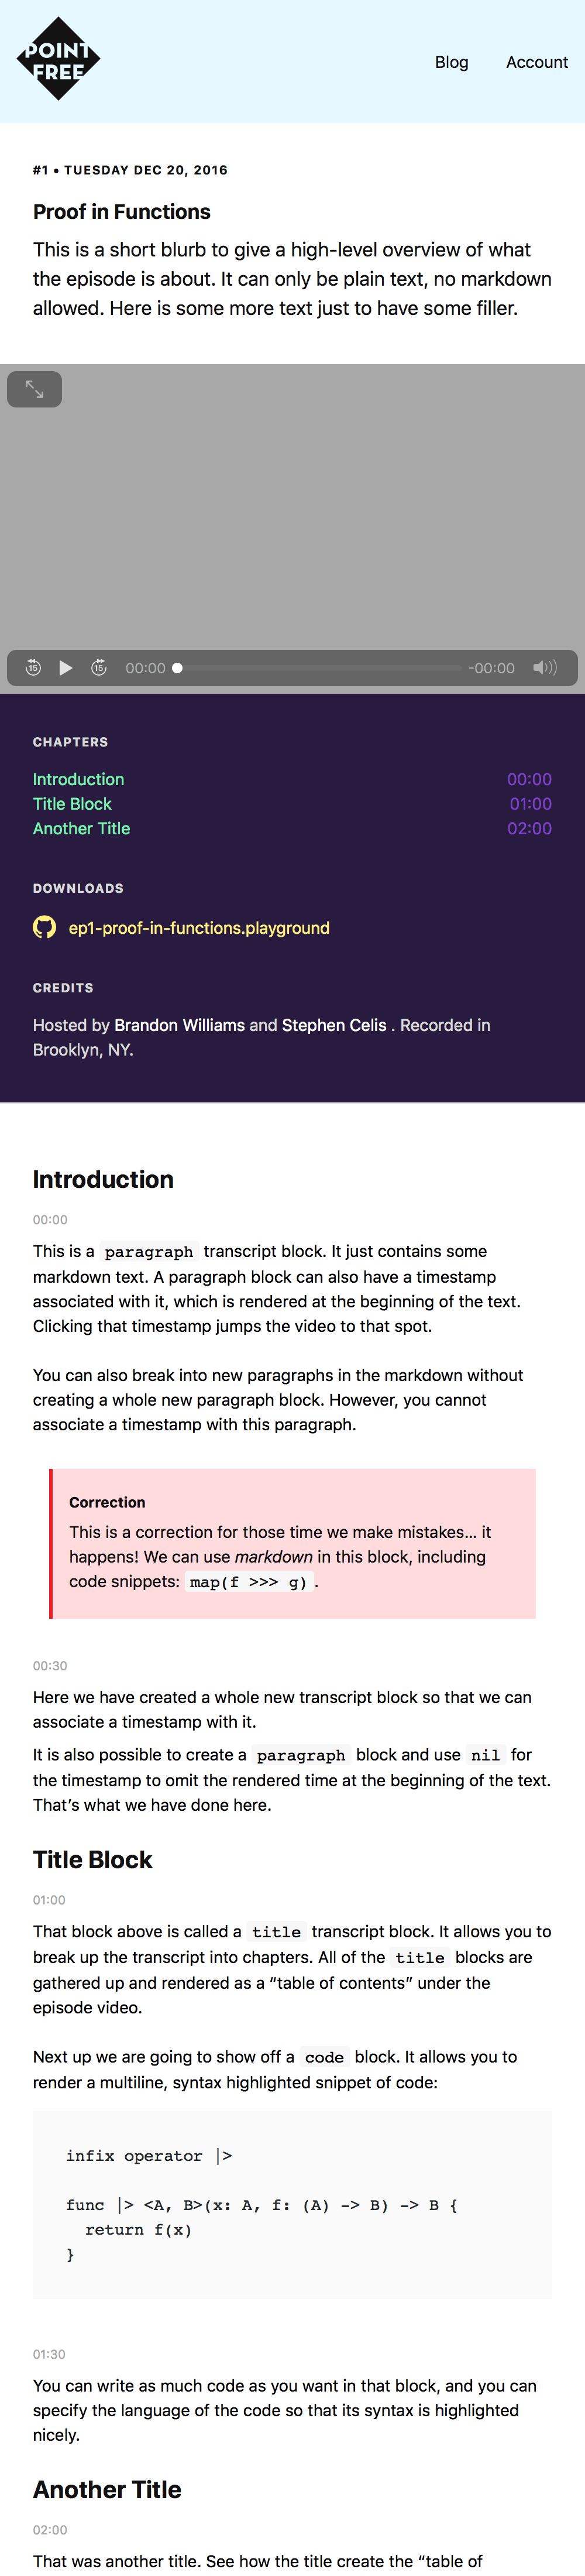 POINT
FREE
Blog Account
#1 • TUESDAY DEC 20, 2016
Proof in Functions
This is a short blurb to give a high-level overview of what
the episode is about. It can only be plain text, no markdown
allowed. Here is some more text just to have some filler.
15 15 00:00 -00:00
CHAPTERS
Introduction 00:00
Title Block 01:00
Another Title 02:00
DOWNLOADS
ep1-proof-in-functions.playground
CREDITS
Hosted by Brandon Williams and Stephen Celis . Recorded in
Brooklyn, NY.
Introduction
00:00
This is a paragraph transcript block. It just contains some
markdown text. A paragraph block can also have a timestamp
associated with it, which is rendered at the beginning of the text.
Clicking that timestamp jumps the video to that spot.
You can also break into new paragraphs in the markdown without
creating a whole new paragraph block. However, you cannot
associate a timestamp with this paragraph.
Correction
This is a correction for those time we make mistakes... it
happens! We can use markdown in this block, including
code snippets: map(f >>> g).
00:30
Here we have created a whole new transcript block so that we can
associate a timestamp with it.
It is also possible to create a paragraph block and use nil for
the timestamp to omit the rendered time at the beginning of the text.
That’s what we have done here.
Title Block
01:00
That block above is called a title transcript block. It allows you to
break up the transcript into chapters. All of the title blocks are
gathered up and rendered as a “table of contents” under the
episode video.
Next up we are going to show off a code block. It allows you to
render a multiline, syntax highlighted snippet of code:
infix operator |>
func |> <A, B>(x: A, f: (A) -> B) -> B {
  return f(x)
}
01:30
You can write as much code as you want in that block, and you can
specify the language of the code so that its syntax is highlighted
nicely.
Another Title
02:00
That was another title. See how the title create the “table of